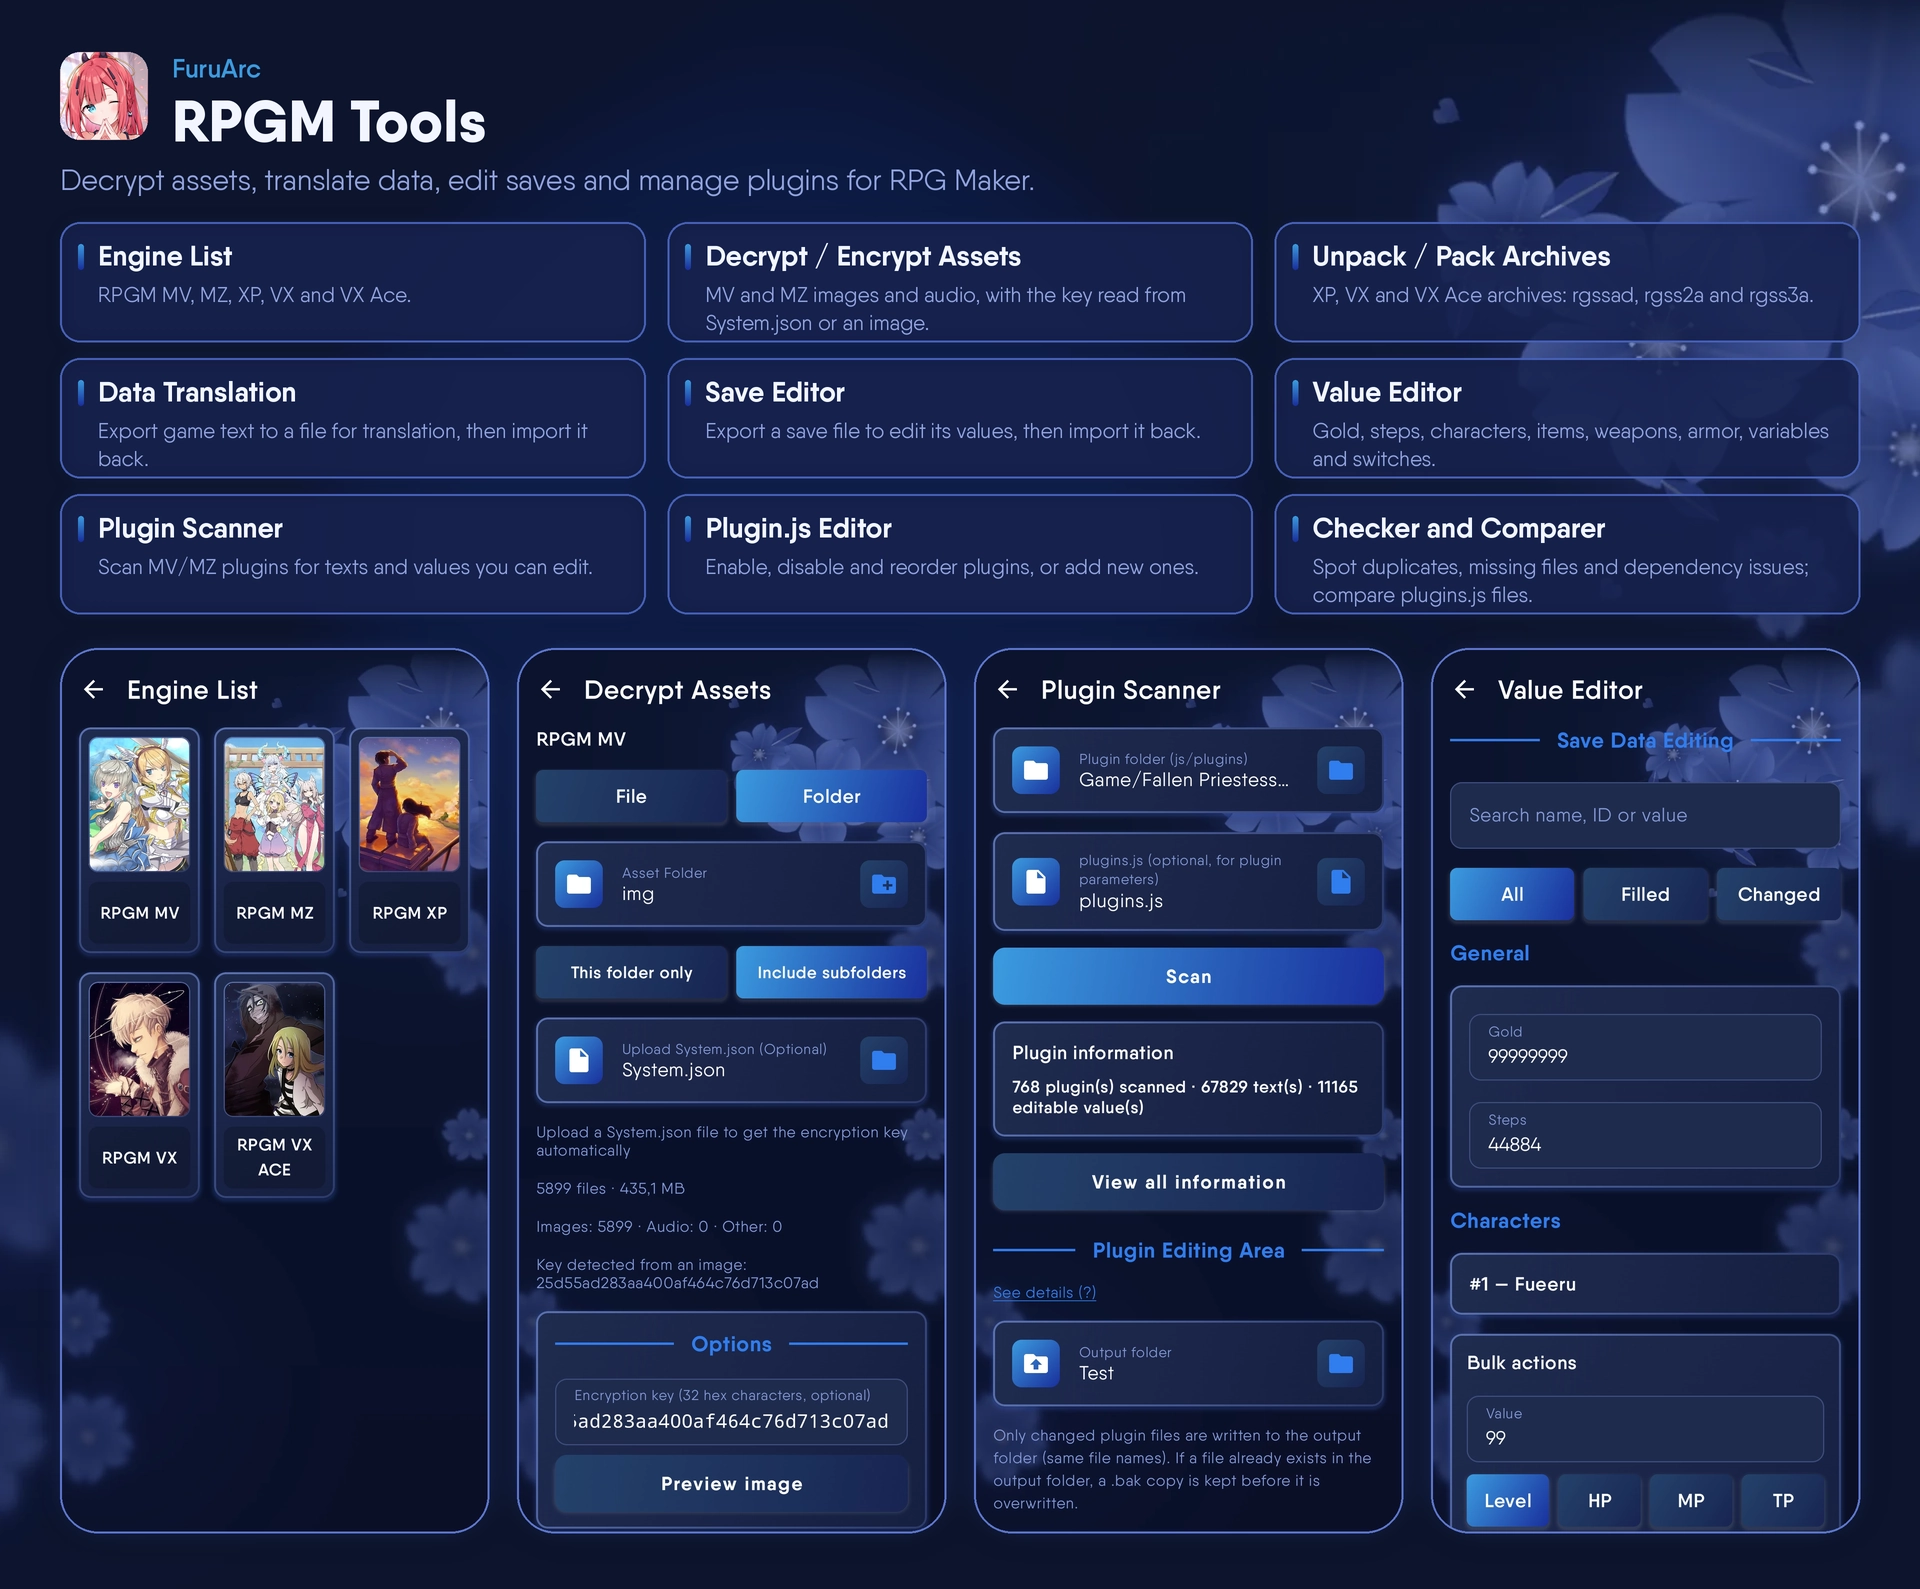 FuruArc
RPGM Tools
Decrypt assets, translate data, edit saves and manage plugins for RPG Maker.
Engine List
RPGM MV, MZ, XP, VX and VX Ace.
Decrypt / Encrypt Assets
MV and MZ images and audio, with the key read from
System.json or an image.
Unpack / Pack Archives
XP, VX and VX Ace archives: rgssad, rgss2a and rgss3a.
Data Translation
Export game text to a file for translation, then import it
back.
Save Editor
Export a save file to edit its values, then import it back.
Value Editor
Gold, steps, characters, items, weapons, armor, variables
and switches.
Plugin Scanner
Scan MV/MZ plugins for texts and values you can edit.
Plugin.js Editor
Enable, disable and reorder plugins, or add new ones.
Checker and Comparer
Spot duplicates, missing files and dependency issues;
compare plugins.js files.
Engine List
RPGM MV
RPGM MZ
RPGM XP
RPGM VX
RPGM VX
ACE
Decrypt Assets
RPGM MV
File
Folder
Asset Folder
img
This folder only
Include subfolders
Upload System.json (Optional)
System.json
Upload a System.json file to get the encryption key
automatically
5899 files · 435,1 MB
Images: 5899 · Audio: 0 · Other: 0
Key detected from an image:
25d55ad283aa400af464c76d713c07ad
Options
Encryption key (32 hex characters, optional)
ad283aa400af464c76d713c07ad
Preview image
Plugin Scanner
Plugin folder (js/plugins)
Game/Fallen Priestess...
plugins.js (optional, for plugin
parameters)
plugins.js
Scan
Plugin information
768 plugin(s) scanned · 67829 text(s) · 11165
editable value(s)
View all information
Plugin Editing Area
See details (?)
Output folder
Test
Only changed plugin files are written to the output
folder (same file names). If a file already exists in the
output folder, a .bak copy is kept before it is
overwritten.
Value Editor
Save Data Editing
Search name, ID or value
All
Filled
Changed
General
Gold
99999999
Steps
44884
Characters
#1 – Fueeru
Bulk actions
Value
99
Level
HP
MP
TP